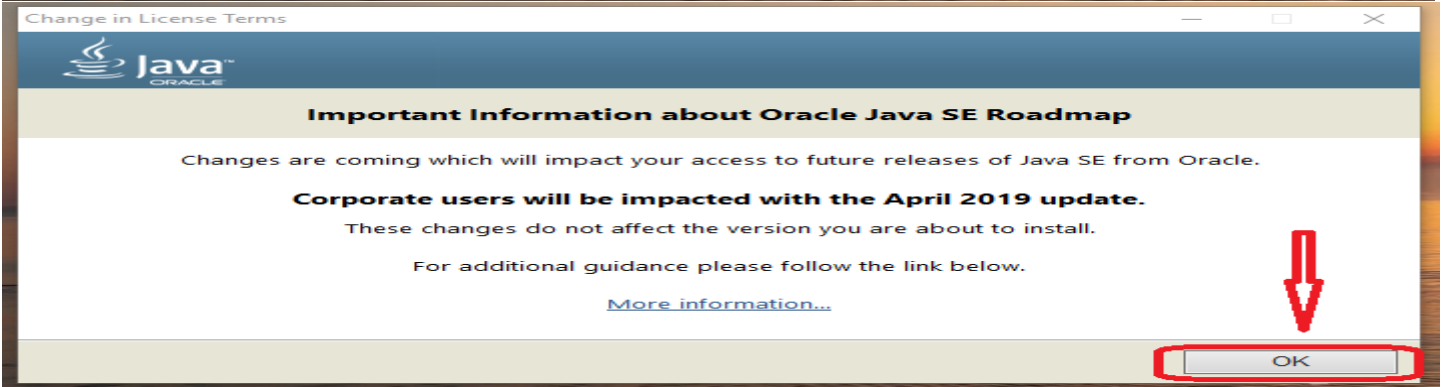 Change in License Terms
Java™
ORACLE
Important Information about Oracle Java SE Roadmap
Changes are coming which will impact your access to future releases of Java SE from Oracle.
Corporate users will be impacted with the April 2019 update.
These changes do not affect the version you are about to install.
For additional guidance please follow the link below.
More information...
OK